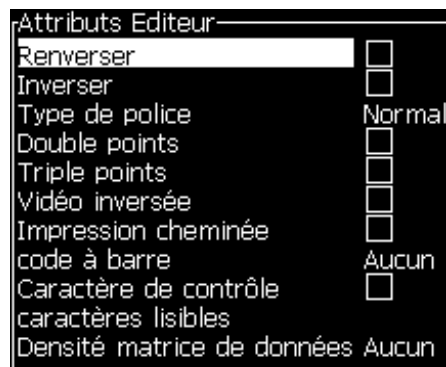 Attributs Editeur
Renverser
Inverser
Type de police Normal
Double points
Triple points
Vidéo inversée
Impression cheminée
code à barre Aucun
Caractère de contrôle
caractères lisibles
Densité matrice de données Aucun